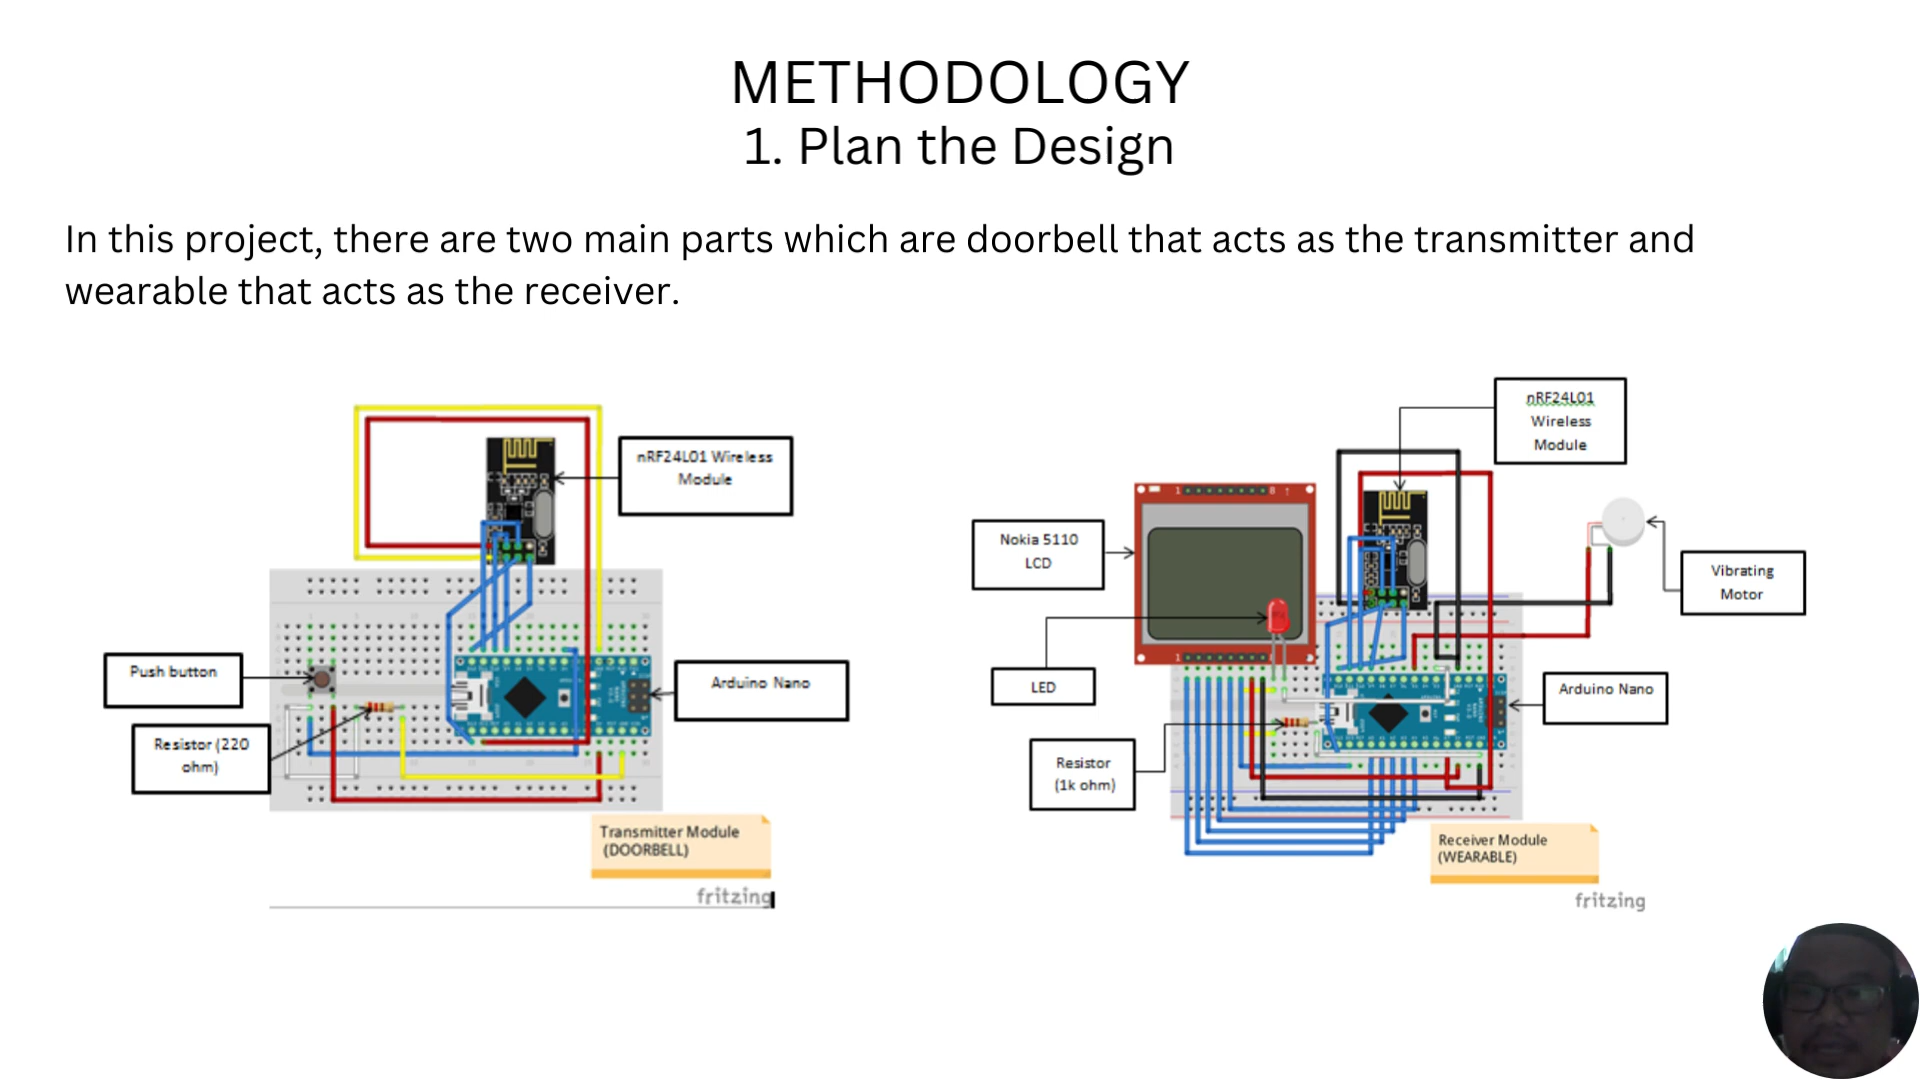 METHODOLOGY
1. Plan the Design
In this project, there are two main parts which are doorbell that acts as the transmitter and
wearable that acts as the receiver.
nRF24L01 Wireless
Module
Push button
Arduino Nano
Resistor (220
ohm)
Transmitter Module
(DOORBELL)
fritzing
nRF24L01
Wireless
Module
Nokia 5110
LCD
Vibrating
Motor
LED
Arduino Nano
Resistor
(1k ohm)
Receiver Module
(WEARABLE)
fritzing